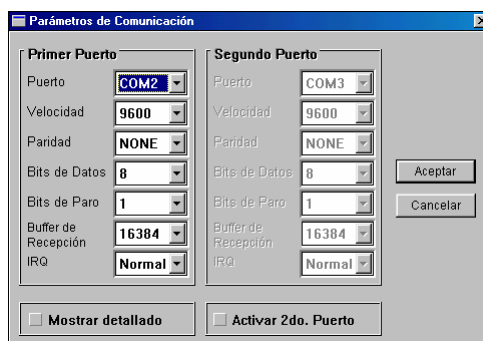 Parámetros de Comunicación
Primer Puerto
Puerto COM2
Velocidad 9600
Paridad NONE
Bits de Datos 8
Bits de Paro 1
Buffer de
Recepción 16384
IRQ Normal
Mostrar detallado
Segundo Puerto
Puerto COM3
Velocidad 9600
Paridad NONE
Bits de Datos 8
Bits de Paro 1
Buffer de
Recepción 16384
IRQ Normal
Activar 2do. Puerto
Aceptar
Cancelar